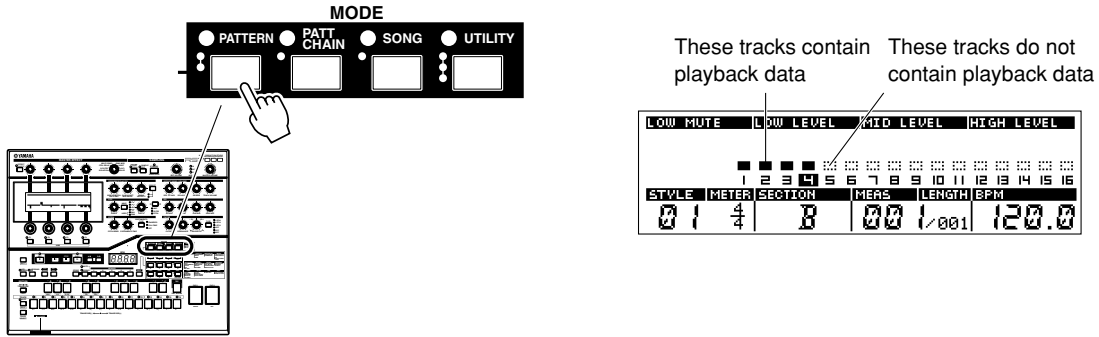 MODE
PATTERN
PATT
CHAIN
SONG
UTILITY
YAMAHA
These tracks contain
playback data
These tracks do not
contain playback data
LOW MUTE LOW LEVEL MID LEVEL HIGH LEVEL
1 2 3 4 5 6 7 8 9 10 11 12 13 14 15 16
STYLE METER SECTION MEAS LENGTH BPM
01 4/4 B 001/001 120.0